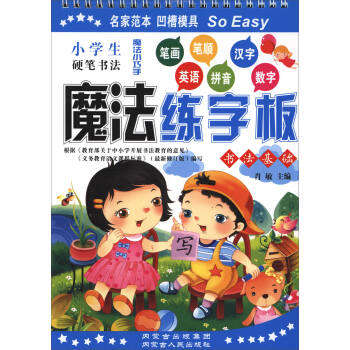 名家范本 凹槽模具 So Easy
小学生
硬笔书法
魔法小巧手
笔画 笔顺 汉字
英语 拼音 数字
魔法练字板
根据《教育部关于中小学开展书法教育的意见》
《义务教育语文课程标准》(最新修订版)编写
书法基础
肖敏 主编
写
内蒙古出版集团
内蒙古人民出版社